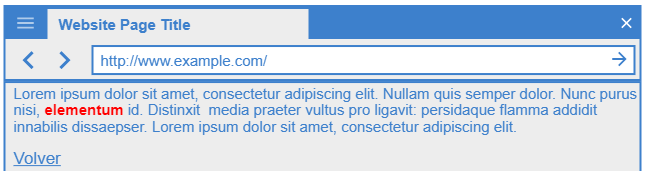 Website Page Title
http://www.example.com/
Lorem ipsum dolor sit amet, consectetur adipiscing elit. Nullam quis semper dolor. Nunc purus
nisi, elementum id. Distinxit  media praeter vultus pro ligavit: persidaque flamma addidit
innabilis dissaepser. Lorem ipsum dolor sit amet, consectetur adipiscing elit.
Volver